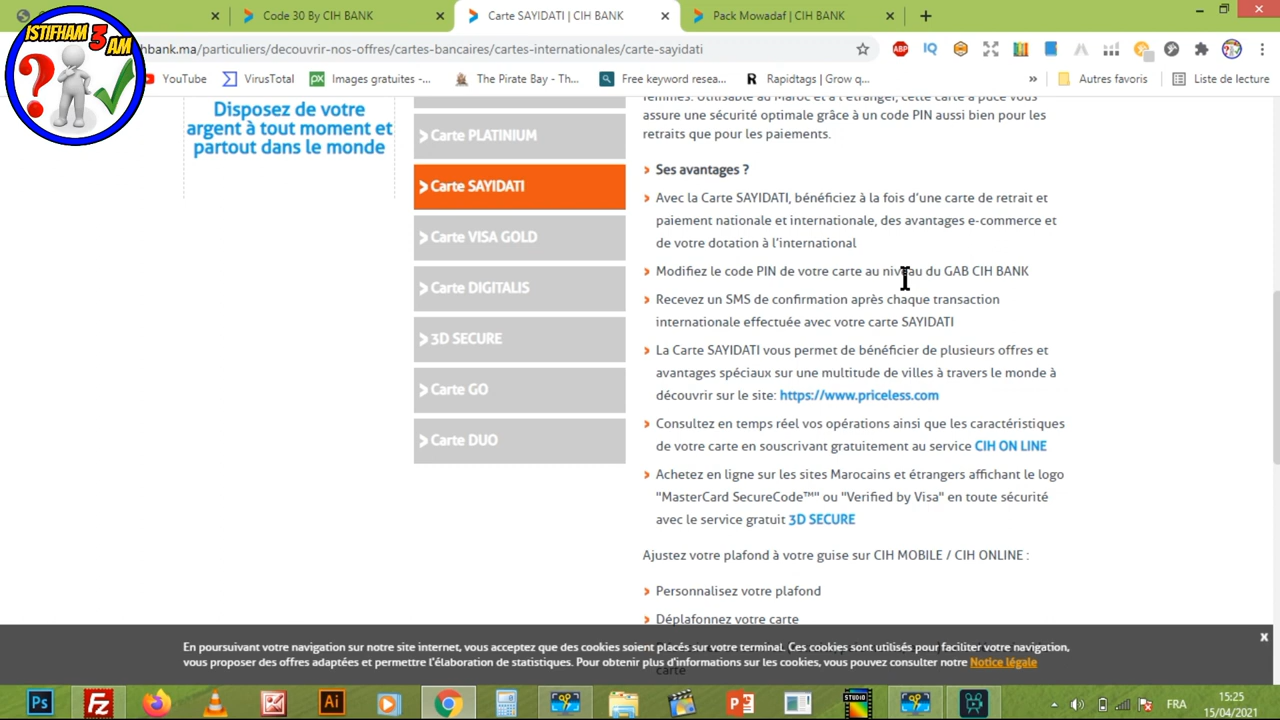 ISTIFHAM 3 AM
Code 30 By CIH BANK
Carte SAYIDATI | CIH BANK
Pack Mowadaf | CIH BANK
hbank.ma/particuliers/decouvrir-nos-offres/cartes-bancaires/cartes-internationales/carte-sayidati
YouTube
VirusTotal
Images gratuites -...
The Pirate Bay - Th...
Free keyword resea...
Rapidtags | Grow q...
»
Autres favoris
Liste de lecture
Disposez de votre
argent à tout moment et
partout dans le monde
Carte PLATINIUM
Carte SAYIDATI
Carte VISA GOLD
Carte DIGITALIS
3D SECURE
Carte GO
Carte DUO
femmes. Utilisable au Maroc et à l'étranger, cette carte à puce vous
assure une sécurité optimale grâce à un code PIN aussi bien pour les
retraits que pour les paiements.
Ses avantages ?
Avec la Carte SAYIDATI, bénéficiez à la fois d'une carte de retrait et
paiement nationale et internationale, des avantages e-commerce et
de votre dotation à l'international
Modifiez le code PIN de votre carte au niveau du GAB CIH BANK
Recevez un SMS de confirmation après chaque transaction
internationale effectuée avec votre carte SAYIDATI
La Carte SAYIDATI vous permet de bénéficier de plusieurs offres et
avantages spéciaux sur une multitude de villes à travers le monde à
découvrir sur le site: https://www.priceless.com
Consultez en temps réel vos opérations ainsi que les caractéristiques
de votre carte en souscrivant gratuitement au service CIH ON LINE
Achetez en ligne sur les sites Marocains et étrangers affichant le logo
"MasterCard SecureCode™" ou "Verified by Visa" en toute sécurité
avec le service gratuit 3D SECURE
Ajustez votre plafond à votre guise sur CIH MOBILE / CIH ONLINE :
Personnalisez votre plafond
Déplafonnez votre carte
carte
En poursuivant votre navigation sur notre site internet, vous acceptez que des cookies soient placés sur votre terminal. Ces cookies sont utilisés pour faciliter votre navigation,
vous proposer des offres adaptées et permettre l'élaboration de statistiques. Pour obtenir plus d'informations sur les cookies, vous pouvez consulter notre Notice légale
x
FRA
15:25
15/04/2021